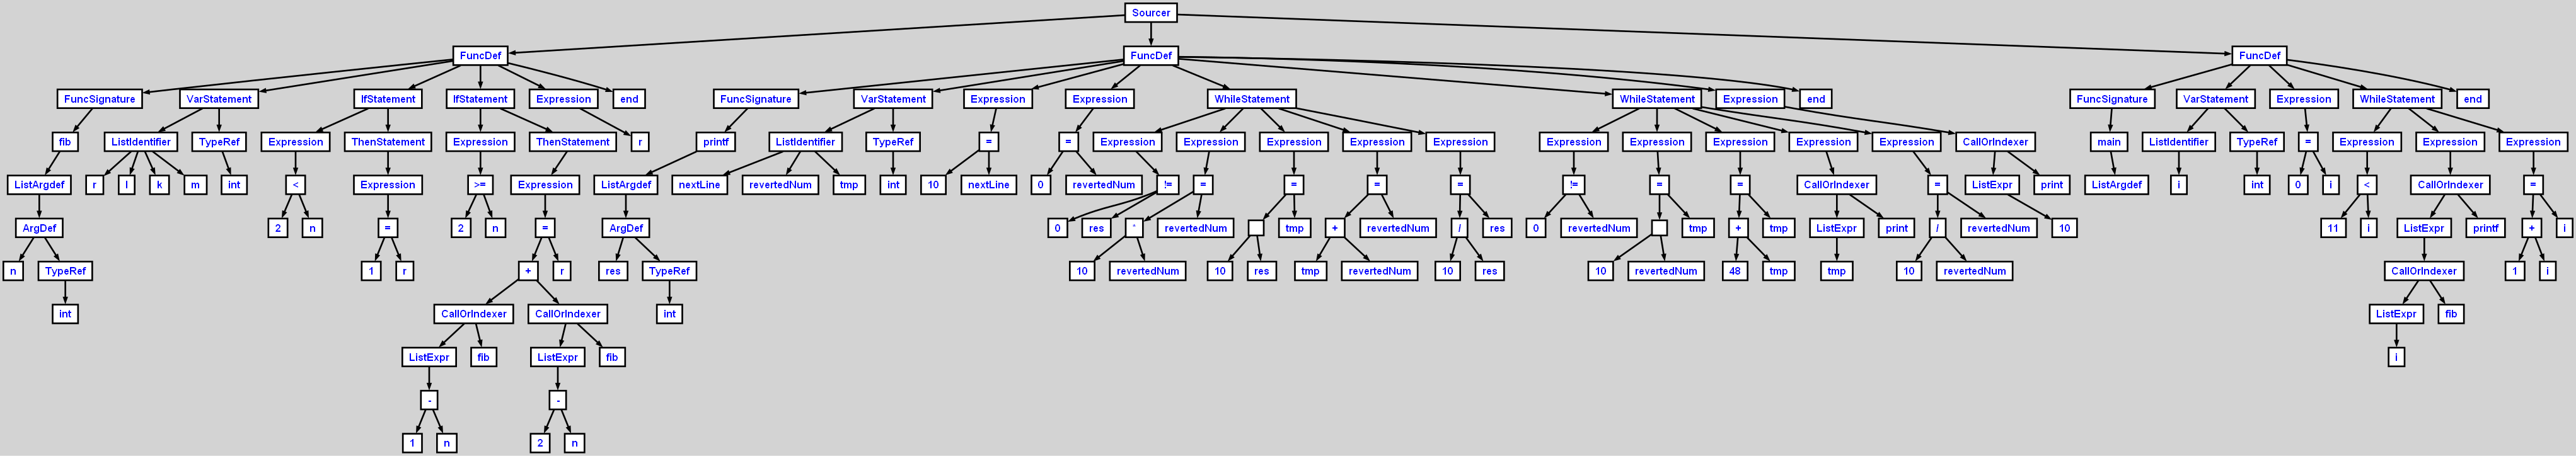 Sourcer
FuncDef FuncDef FuncDef
FuncSignature VarStatement IfStatement IfStatement Expression end FuncSignature VarStatement Expression Expression WhileStatement WhileStatement Expression end FuncSignature VarStatement Expression WhileStatement end
fib ListIdentifier TypeRef Expression ThenStatement Expression ThenStatement r printf ListIdentifier TypeRef = = Expression Expression Expression Expression Expression Expression Expression Expression Expression Expression CallOrIndexer main ListIdentifier TypeRef = Expression Expression Expression
ListArgdef r l k m int < Expression >= Expression ListArgdef nextLine revertedNum tmp int 10 nextLine 0 revertedNum != = = = = != = = CallOrIndexer = ListExpr print ListArgdef i int 0 i < CallOrIndexer =
ArgDef 2 n = 2 n = ArgDef 0 res * revertedNum tmp + revertedNum / res 0 revertedNum tmp + tmp ListExpr print / revertedNum 10 11 i ListExpr printf + i
n TypeRef 1 r + r res TypeRef 10 revertedNum 10 res tmp revertedNum 10 res 10 revertedNum 48 tmp tmp 10 revertedNum CallOrIndexer 1 i
int CallOrIndexer CallOrIndexer int ListExpr fib
ListExpr fib ListExpr fib i
- -
1 n 2 n